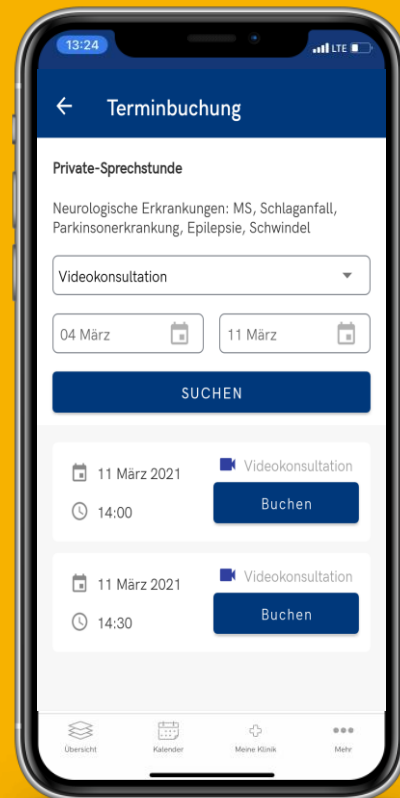 13:24
LTE
Terminbuchung
Private-Sprechstunde
Neurologische Erkrankungen: MS, Schlaganfall,
Parkinsonerkrankung, Epilepsie, Schwindel
Videokonsultation
04 März
11 März
SUCHEN
11 März 2021
Videokonsultation
14:00
Buchen
11 März 2021
Videokonsultation
14:30
Buchen
Übersicht
Kalender
Meine Klinik
Mehr